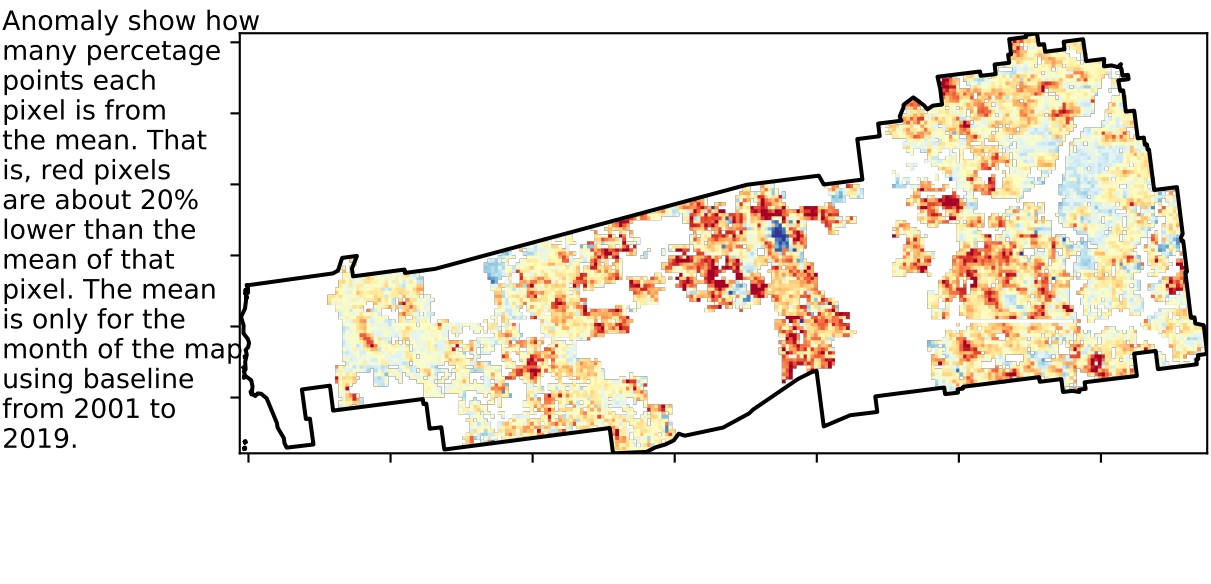 Anomaly show how
many percetage
points each
pixel is from
the mean. That
is, red pixels
are about 20%
lower than the
mean of that
pixel. The mean
is only for the
month of the map
using baseline
from 2001 to
2019.